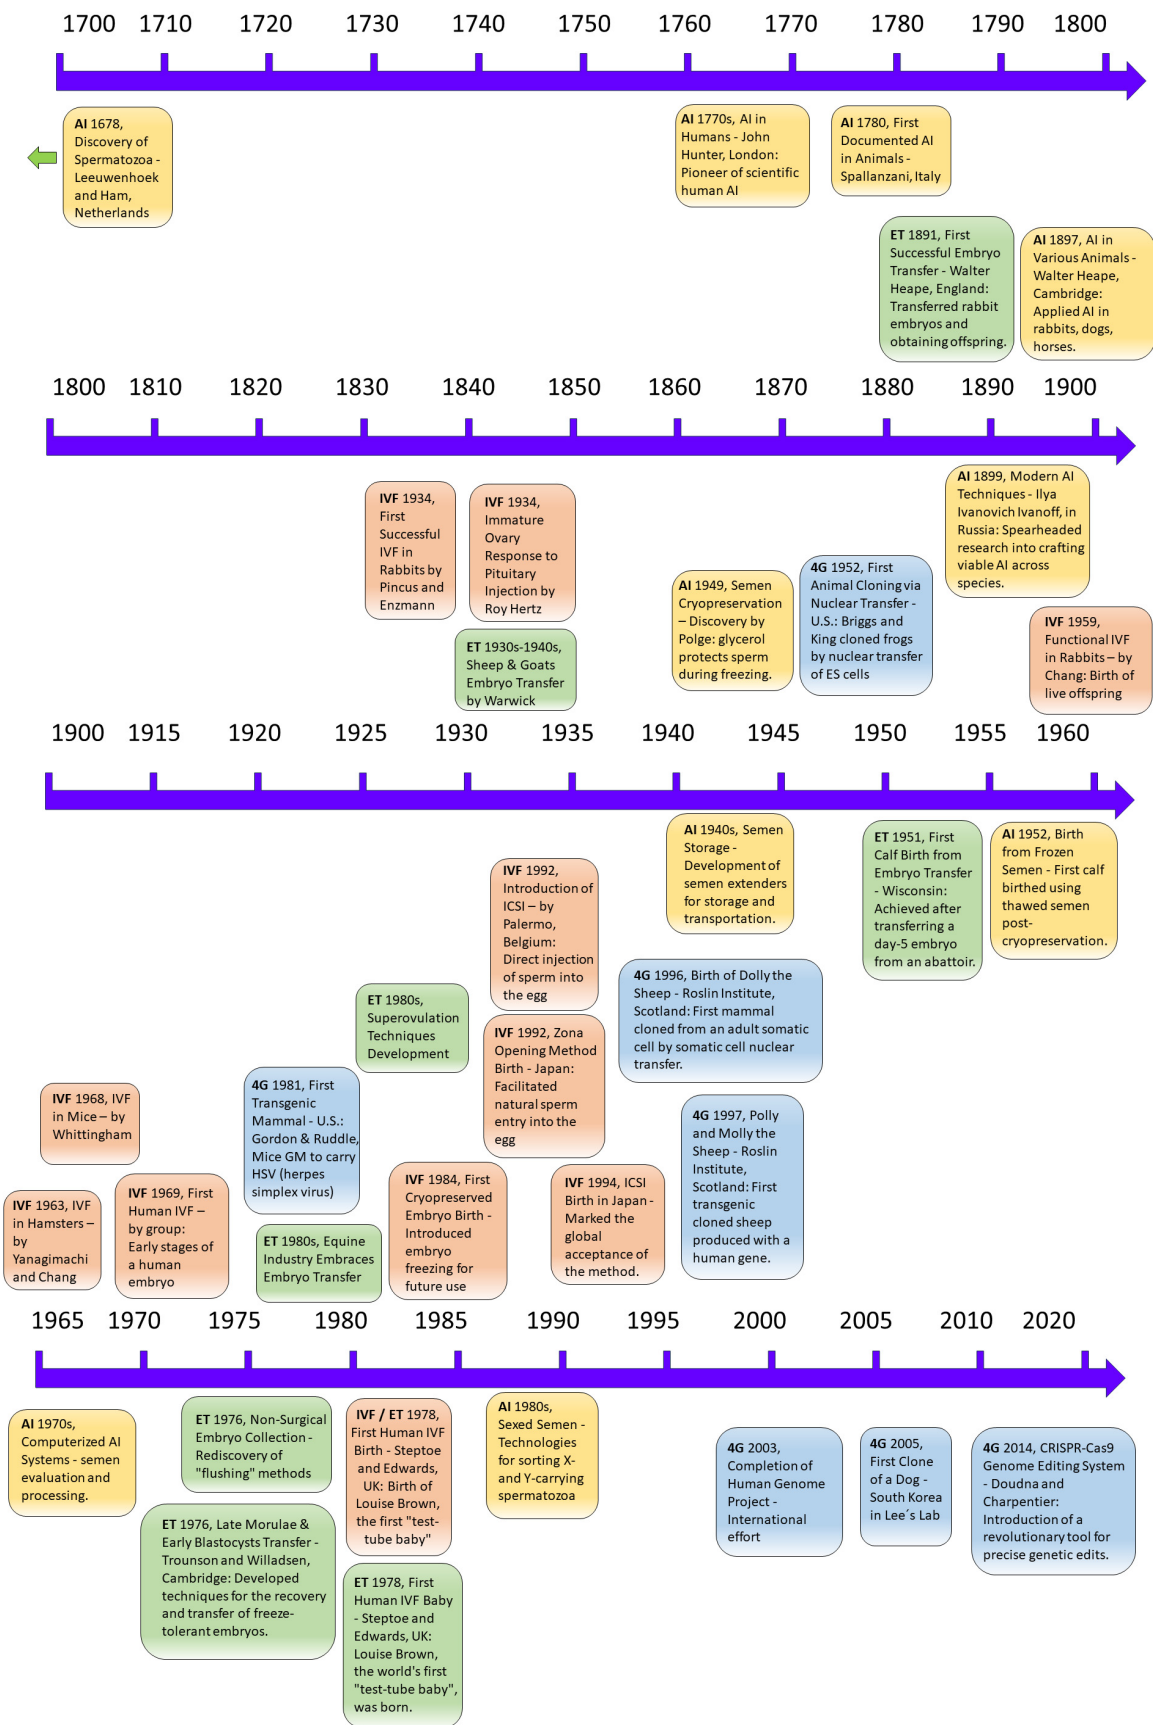 1700 1710 1720 1730 1740 1750 1760 1770 1780 1790 1800
AI 1678,
Discovery of
Spermatozoa -
Leeuwenhoek
and Ham,
Netherlands
AI 1770s, AI in
Humans - John
Hunter, London:
Pioneer of scientific
human AI
AI 1780, First
Documented AI
in Animals -
Spallanzani, Italy
ET 1891, First
Successful Embryo
Transfer - Walter
Heape, England:
Transferred rabbit
embryos and
obtaining offspring.
AI 1897, AI in
Various Animals -
Walter Heape,
Cambridge:
Applied AI in
rabbits, dogs,
horses.
1800 1810 1820 1830 1840 1850 1860 1870 1880 1890 1900
IVF 1934,
First
Successful
IVF in
Rabbits by
Pincus and
Enzmann
IVF 1934,
Immature
Ovary
Response to
Pituitary
Injection by
Roy Hertz
ET 1930s-1940s,
Sheep & Goats
Embryo Transfer
by Warwick
AI 1949, Semen
Cryopreservation
– Discovery by
Polge: glycerol
protects sperm
during freezing.
4G 1952, First
Animal Cloning via
Nuclear Transfer -
U.S.: Briggs and
King cloned frogs
by nuclear transfer
of ES cells
AI 1899, Modern AI
Techniques - Ilya
Ivanovich Ivanoff, in
Russia: Spearheaded
research into crafting
viable AI across
species.
IVF 1959,
Functional IVF
in Rabbits – by
Chang: Birth of
live offspring
1900 1915 1920 1925 1930 1935 1940 1945 1950 1955 1960
AI 1940s, Semen
Storage -
Development of
semen extenders
for storage and
transportation.
ET 1951, First
Calf Birth from
Embryo Transfer
- Wisconsin:
Achieved after
transferring a
day-5 embryo
from an abattoir.
AI 1952, Birth
from Frozen
Semen - First calf
birthed using
thawed semen
post-
cryopreservation.
IVF 1992,
Introduction of
ICSI – by
Palermo,
Belgium:
Direct injection
of sperm into
the egg
4G 1996, Birth of Dolly the
Sheep - Roslin Institute,
Scotland: First mammal
cloned from an adult somatic
cell by somatic cell nuclear
transfer.
ET 1980s,
Superovulation
Techniques
Development
IVF 1992, Zona
Opening Method
Birth - Japan:
Facilitated
natural sperm
entry into the
egg
4G 1981, First
Transgenic
Mammal - U.S.:
Gordon & Ruddle,
Mice GM to carry
HSV (herpes
simplex virus)
IVF 1968, IVF
in Mice – by
Whittingham
4G 1997, Polly
and Molly the
Sheep - Roslin
Institute,
Scotland: First
transgenic
cloned sheep
produced with a
human gene.
IVF 1963, IVF
in Hamsters –
by
Yanagimachi
and Chang
IVF 1969, First
Human IVF –
by group:
Early stages of
a human
embryo
ET 1980s, Equine
Industry Embraces
Embryo Transfer
IVF 1984, First
Cryopreserved
Embryo Birth -
Introduced
embryo
freezing for
future use
IVF 1994, ICSI
Birth in Japan -
Marked the
global
acceptance of
the method.
1965 1970 1975 1980 1985 1990 1995 2000 2005 2010 2020
AI 1970s,
Computerized AI
Systems - semen
evaluation and
processing.
ET 1976, Non-Surgical
Embryo Collection -
Rediscovery of
"flushing" methods
ET 1976, Late Morulae &
Early Blastocysts Transfer -
Trounson and Willadsen,
Cambridge: Developed
techniques for the recovery
and transfer of freeze-
tolerant embryos.
IVF / ET 1978,
First Human IVF
Birth - Steptoe
and Edwards,
UK: Birth of
Louise Brown,
the first "test-
tube baby"
ET 1978, First
Human IVF Baby
- Steptoe and
Edwards, UK:
Louise Brown,
the world's first
"test-tube baby",
was born.
AI 1980s,
Sexed Semen -
Technologies
for sorting X-
and Y-carrying
spermatozoa
4G 2003,
Completion of
Human Genome
Project -
International
effort
4G 2005,
First Clone
of a Dog -
South Korea
in Lee´s Lab
4G 2014, CRISPR-Cas9
Genome Editing System
- Doudna and
Charpentier:
Introduction of a
revolutionary tool for
precise genetic edits.